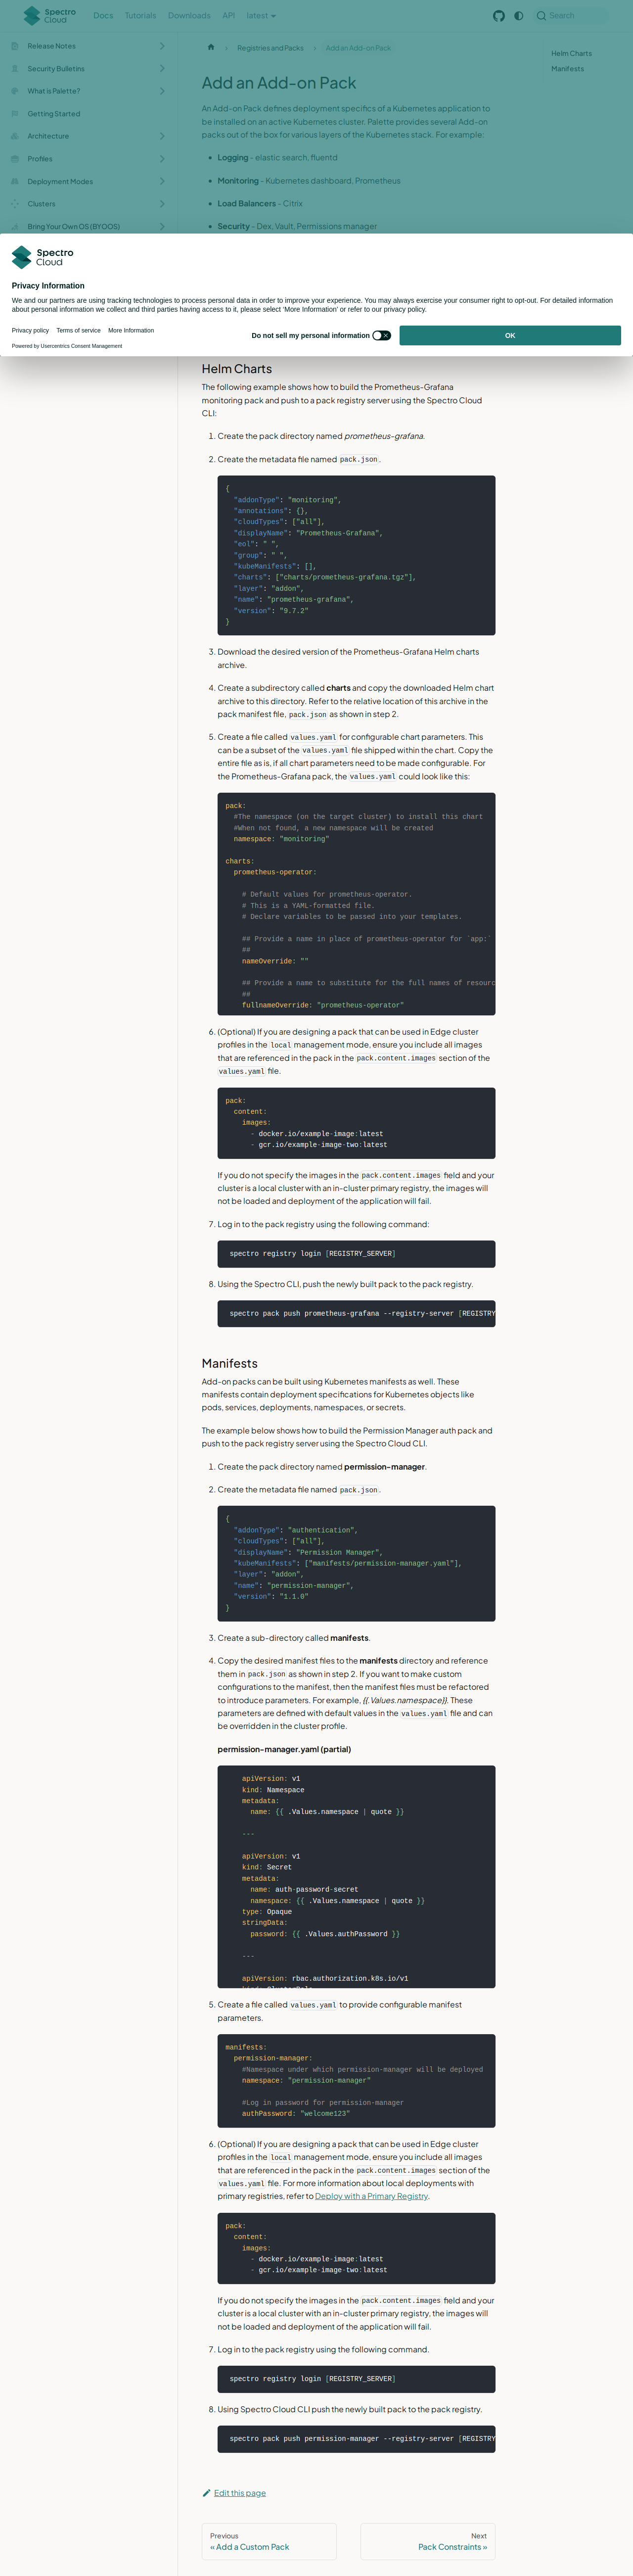 Spectro Cloud
Docs
Tutorials
Downloads
API
latest
Search
Release Notes
Security Bulletins
What is Palette?
Getting Started
Architecture
Profiles
Deployment Modes
Clusters
Bring Your Own OS (BYOOS)
Registries and Packs
Add an Add-on Pack
Helm Charts
Manifests
Add an Add-on Pack
An Add-on Pack defines deployment specifics of a Kubernetes application to
be installed on an active Kubernetes cluster. Palette provides several Add-on
packs out of the box for various layers of the Kubernetes stack. For example:
Logging - elastic search, fluentd
Monitoring - Kubernetes dashboard, Prometheus
Load Balancers - Citrix
Security - Dex, Vault, Permissions manager
Spectro
Cloud
Privacy Information
We and our partners are using tracking technologies to process personal data in order to improve your experience. You may always exercise your consumer right to opt-out. For detailed information
about personal information we collect and third parties having access to it, please select 'More Information' or refer to our privacy policy.
Privacy policy
Terms of service
More Information
Powered by Usercentrics Consent Management
Do not sell my personal information
OK
Helm Charts
The following example shows how to build the Prometheus-Grafana
monitoring pack and push to a pack registry server using the Spectro Cloud
CLI:
1. Create the pack directory named prometheus-grafana.
2. Create the metadata file named pack.json.
{
"addonType": "monitoring",
"annotations": {},
"cloudTypes": ["all"],
"displayName": "Prometheus-Grafana",
"eol": " ",
"group": " ",
"kubeManifests": [],
"charts": ["charts/prometheus-grafana.tgz"],
"layer": "addon",
"name": "prometheus-grafana",
"version": "9.7.2"
}
3. Download the desired version of the Prometheus-Grafana Helm charts
archive.
4. Create a subdirectory called charts and copy the downloaded Helm chart
archive to this directory. Refer to the relative location of this archive in the
pack manifest file, pack.json as shown in step 2.
5. Create a file called values.yaml for configurable chart parameters. This
can be a subset of the values.yaml file shipped within the chart. Copy the
entire file as is, if all chart parameters need to be made configurable. For
the Prometheus-Grafana pack, the values.yaml could look like this:
pack:
#The namespace (on the target cluster) to install this chart
#When not found, a new namespace will be created
namespace: "monitoring"
charts:
prometheus-operator:
# Default values for prometheus-operator.
# This is a YAML-formatted file.
# Declare variables to be passed into your templates.
## Provide a name in place of prometheus-operator for `app:`
##
nameOverride: ""
## Provide a name to substitute for the full names of resourc
##
fullnameOverride: "prometheus-operator"
6. (Optional) If you are designing a pack that can be used in Edge cluster
profiles in the local management mode, ensure you include all images
that are referenced in the pack in the pack.content.images section of the
values.yaml file.
pack:
content:
images:
- docker.io/example-image:latest
- gcr.io/example-image-two:latest
If you do not specify the images in the pack.content.images field and your
cluster is a local cluster with an in-cluster primary registry, the images will
not be loaded and deployment of the application will fail.
7. Log in to the pack registry using the following command:
spectro registry login [REGISTRY_SERVER]
8. Using the Spectro CLI, push the newly built pack to the pack registry.
spectro pack push prometheus-grafana --registry-server [REGISTRY
Manifests
Add-on packs can be built using Kubernetes manifests as well. These
manifests contain deployment specifications for Kubernetes objects like
pods, services, deployments, namespaces, or secrets.
The example below shows how to build the Permission Manager auth pack and
push to the pack registry server using the Spectro Cloud CLI.
1. Create the pack directory named permission-manager.
2. Create the metadata file named pack.json.
{
"addonType": "authentication",
"cloudTypes": ["all"],
"displayName": "Permission Manager",
"kubeManifests": ["manifests/permission-manager.yaml"],
"layer": "addon",
"name": "permission-manager",
"version": "1.1.0"
}
3. Create a sub-directory called manifests.
4. Copy the desired manifest files to the manifests directory and reference
them in pack.json as shown in step 2. If you want to make custom
configurations to the manifest, then the manifest files must be refactored
to introduce parameters. For example, {{.Values.namespace}}. These
parameters are defined with default values in the values.yaml file and can
be overridden in the cluster profile.
permission-manager.yaml (partial)
apiVersion: v1
kind: Namespace
metadata:
name: {{ .Values.namespace | quote }}
---
apiVersion: v1
kind: Secret
metadata:
name: auth-password-secret
namespace: {{ .Values.namespace | quote }}
type: Opaque
stringData:
password: {{ .Values.authPassword }}
---
apiVersion: rbac.authorization.k8s.io/v1
5. Create a file called values.yaml to provide configurable manifest
parameters.
manifests:
permission-manager:
#Namespace under which permission-manager will be deployed
namespace: "permission-manager"
#Log in password for permission-manager
authPassword: "welcome123"
6. (Optional) If you are designing a pack that can be used in Edge cluster
profiles in the local management mode, ensure you include all images
that are referenced in the pack in the pack.content.images section of the
values.yaml file. For more information about local deployments with
primary registries, refer to Deploy with a Primary Registry.
pack:
content:
images:
- docker.io/example-image:latest
- gcr.io/example-image-two:latest
If you do not specify the images in the pack.content.images field and your
cluster is a local cluster with an in-cluster primary registry, the images will
not be loaded and deployment of the application will fail.
7. Log in to the pack registry using the following command.
spectro registry login [REGISTRY_SERVER]
8. Using Spectro Cloud CLI push the newly built pack to the pack registry.
spectro pack push permission-manager --registry-server [REGISTRY
Edit this page
Previous
« Add a Custom Pack
Next
Pack Constraints »